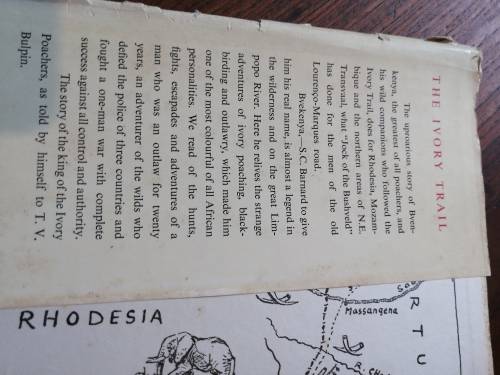 THE IVORY TRAIL
The uproarious story of Bven-
kenya, the greatest of all poachers, and
his wild companions who followed the
Ivory Trail, does for Rhodesia, Mozam-
bique and the northern areas of N.E.
Transvaal, what "Jock of the Bushveld"
has done for the men of the old
Lourenço-Marques road.
Bvekenya,—S.C. Barnard to give
him his real name, is almost a legend in
the wilderness and on the great Lim-
popo River. Here he relives the strange
adventures of ivory poaching, black-
birding and outlawry, which made him
one of the most colourful of all African
personalities. We read of the hunts,
fights, escapades and adventures of a
man who was an outlaw for twenty
years, an adventurer of the wilds who
defied the police of three countries and
fought a one-man war with complete
success against all control and authority.
The story of the king of the Ivory
Poachers, as told by himself to T. V.
Bulpin.
RHODESIA
Massangena
R T U